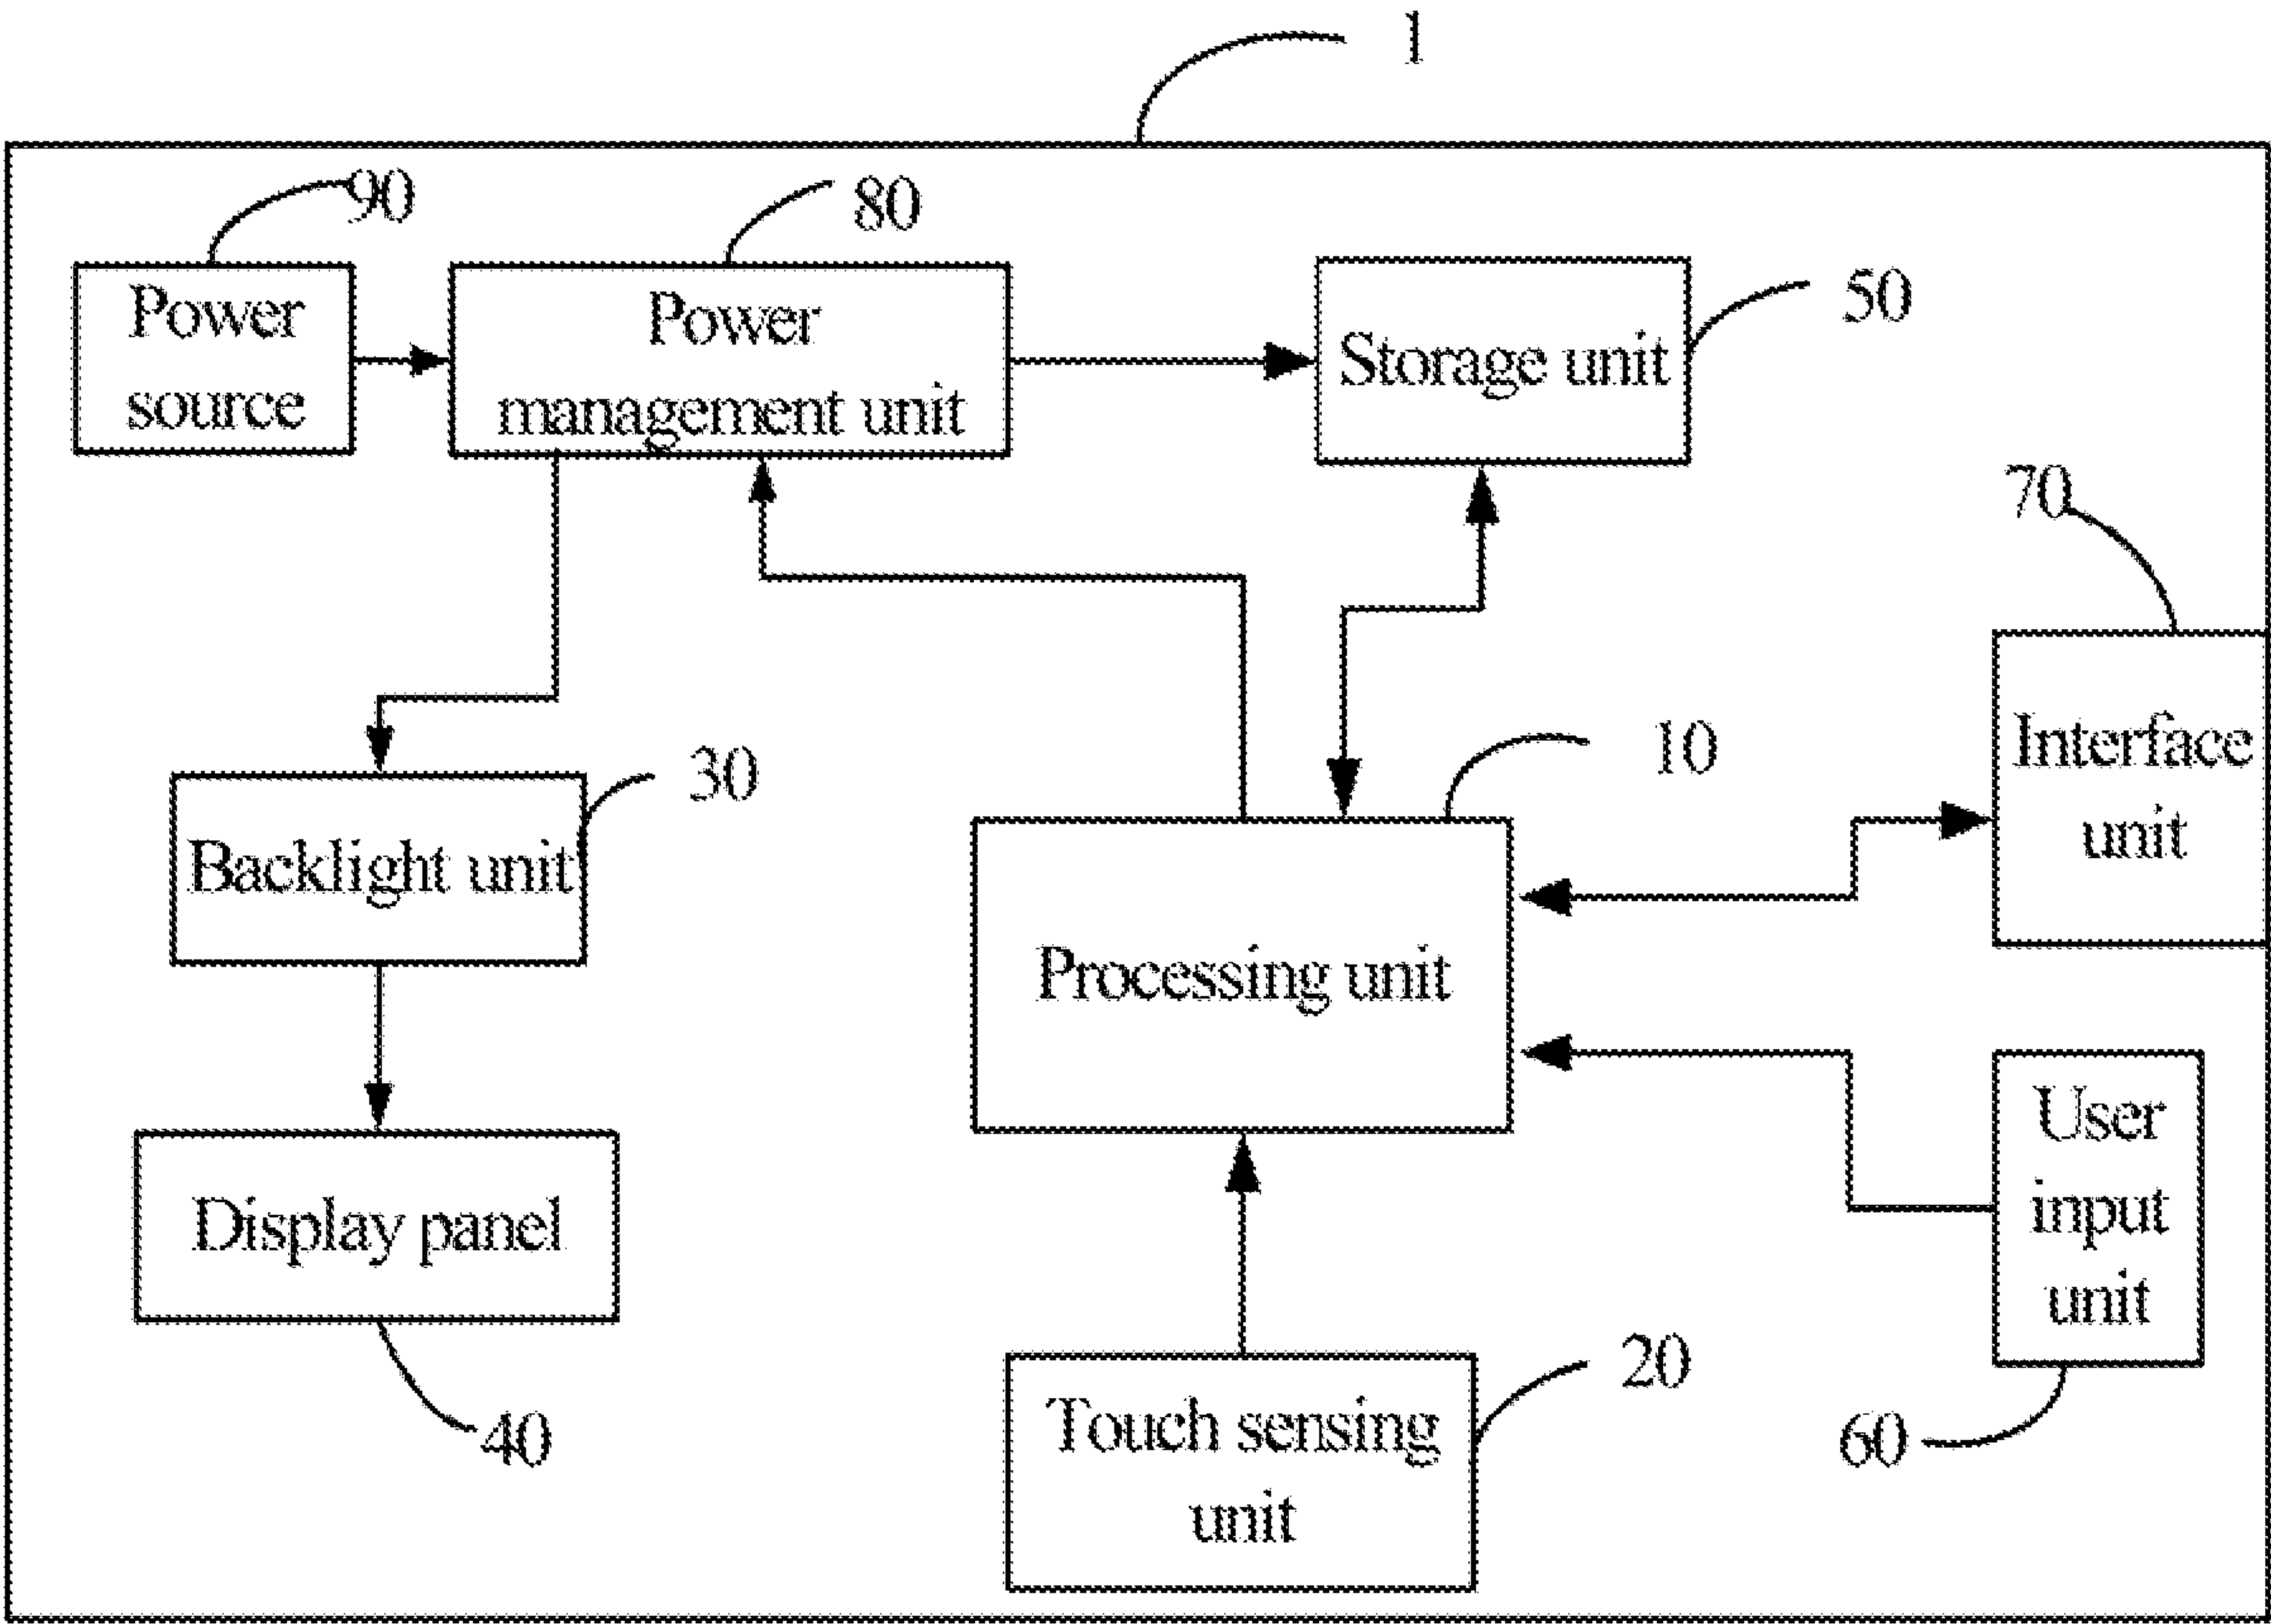 1
90
80
Power
source
Power
management unit
Storage unit
50
70
Interface
unit
10
30
Backlight unit
Processing unit
User
input
unit
Display panel
20
40
Touch sensing
unit
60